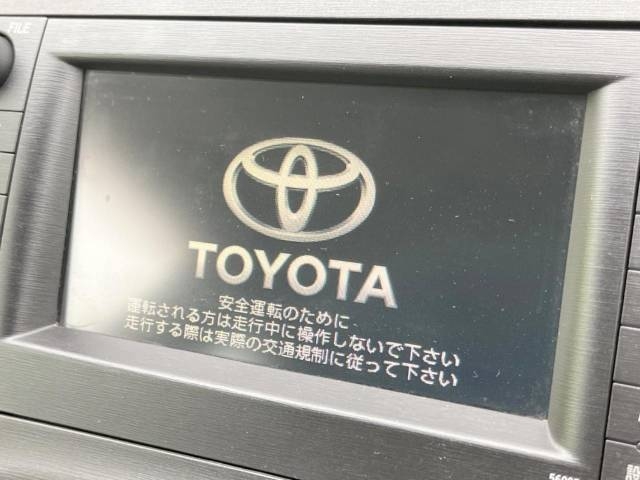 FILE
TOYOTA
安全運転のために
運転される方は走行中に操作しないで下さい
走行する際は実際の交通規制に従って下さい